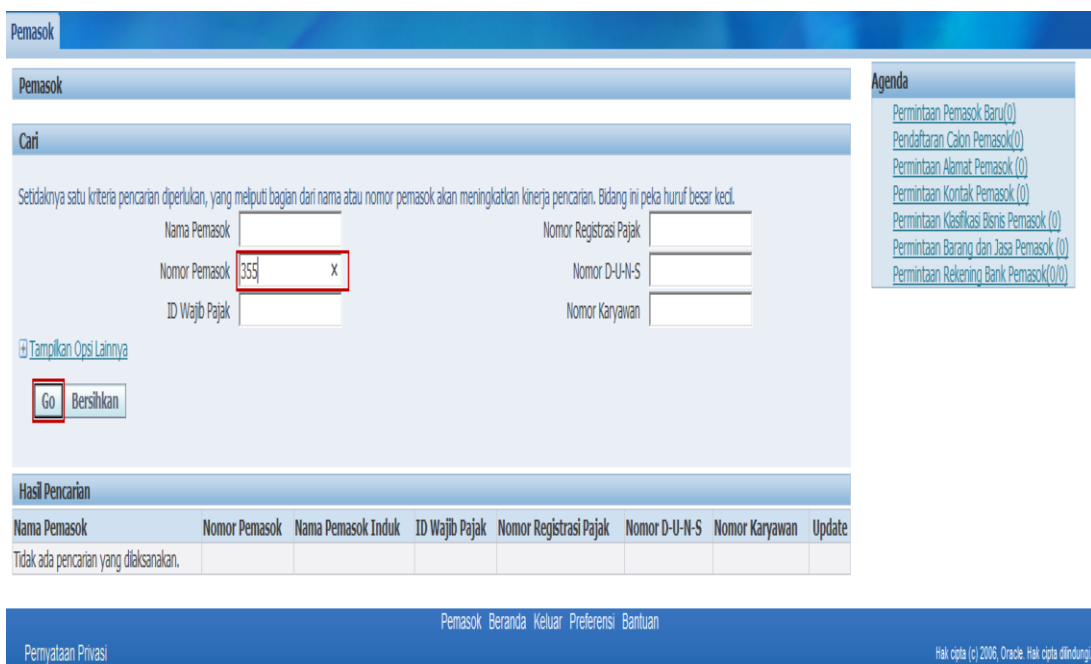 Pemasok
Pemasok
Cari
Setidaknya satu kriteria pencarian diperlukan, yang meliputi bagian dari nama atau nomor pemasok akan meningkatkan kinerja pencarian. Bidang ini peka huruf besar kecil.
Nama Pemasok
Nomor Registrasi Pajak
Nomor Pemasok 355 x
Nomor D-U-N-S
ID Wajib Pajak
Nomor Karyawan
Tampilkan Opsi Lainnya
Go Bersihkan
Hasil Pencarian
Nama Pemasok Nomor Pemasok Nama Pemasok Induk ID Wajib Pajak Nomor Registrasi Pajak Nomor D-U-N-S Nomor Karyawan Update
Tidak ada pencarian yang dilaksanakan.
Agenda
Permintaan Pemasok Baru(0)
Pendaftaran Calon Pemasok(0)
Permintaan Alamat Pemasok (0)
Permintaan Kontak Pemasok (0)
Permintaan Klasifikasi Bisnis Pemasok (0)
Permintaan Barang dan Jasa Pemasok (0)
Permintaan Rekening Bank Pemasok(0/0)
Pemasok Beranda Keluar Preferensi Bantuan
Pernyataan Privasi
Hak cipta (c) 2006, Oracle. Hak cipta dilindungi